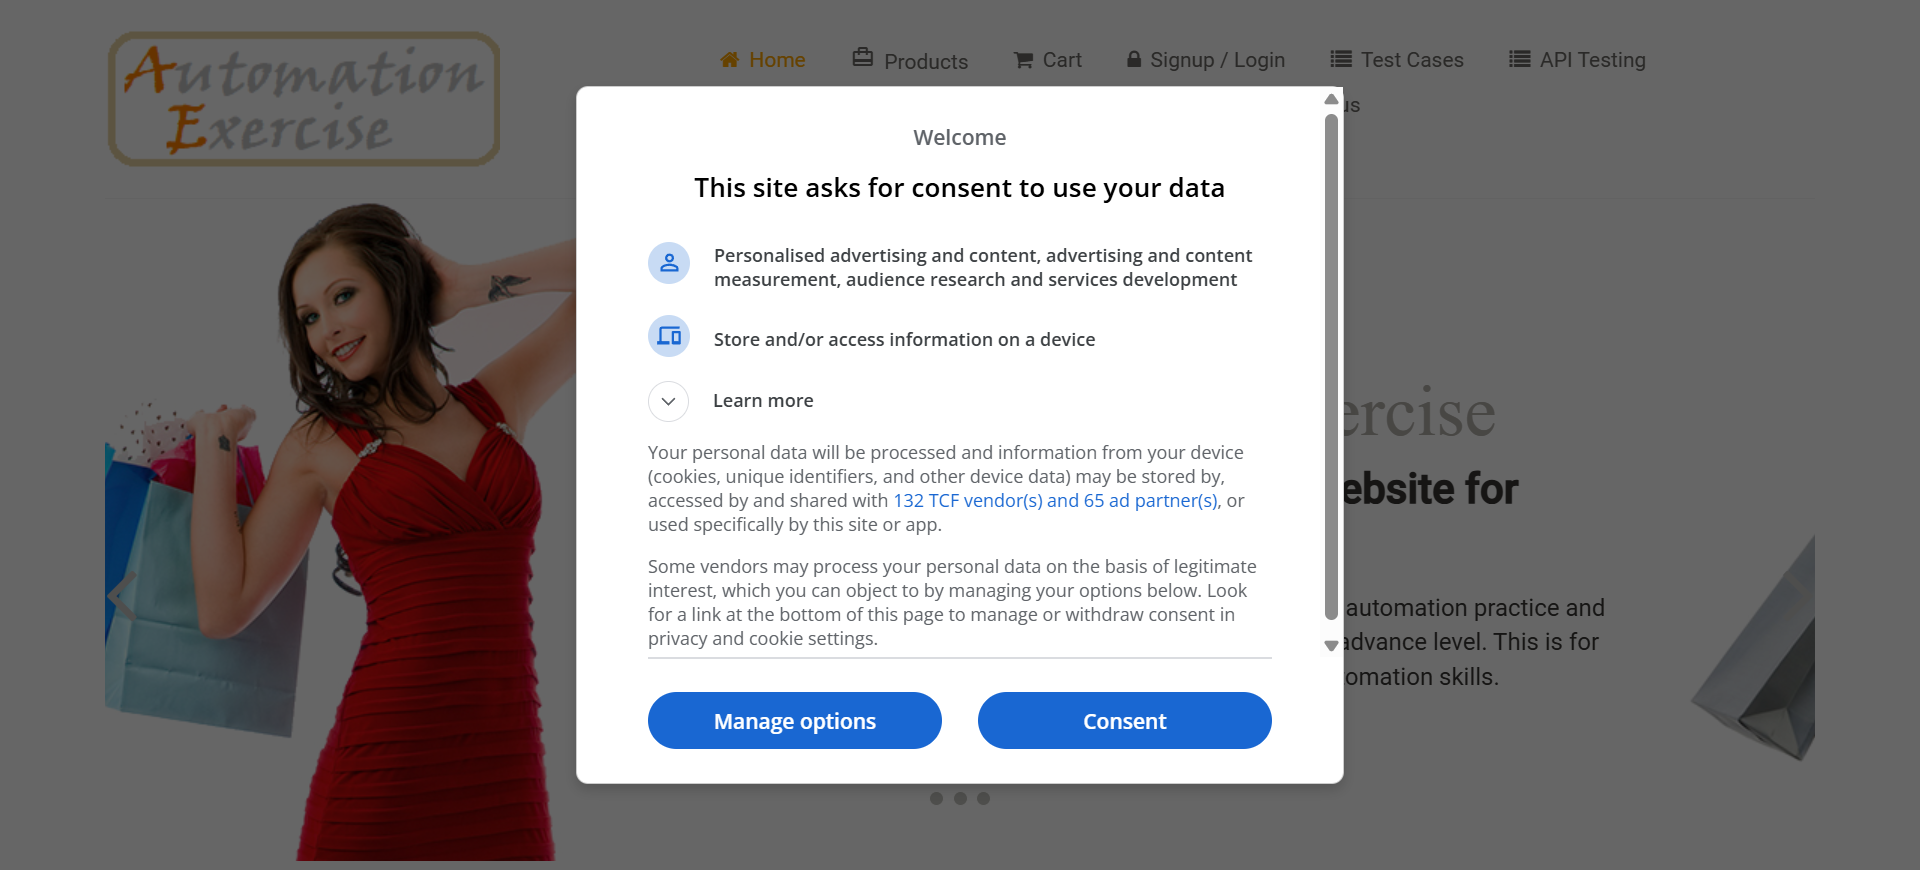 Automation
Exercise
Home
Products
Cart
Signup / Login
Test Cases
API Testing
us
Welcome
This site asks for consent to use your data
Personalised advertising and content, advertising and content
measurement, audience research and services development
Store and/or access information on a device
Learn more
Your personal data will be processed and information from your device
(cookies, unique identifiers, and other device data) may be stored by,
accessed by and shared with 132 TCF vendor(s) and 65 ad partner(s), or
used specifically by this site or app.
Some vendors may process your personal data on the basis of legitimate
interest, which you can object to by managing your options below. Look
for a link at the bottom of this page to manage or withdraw consent in
privacy and cookie settings.
Manage options
Consent
ercise
ebsite for
automation practice and
advance level. This is for
omation skills.